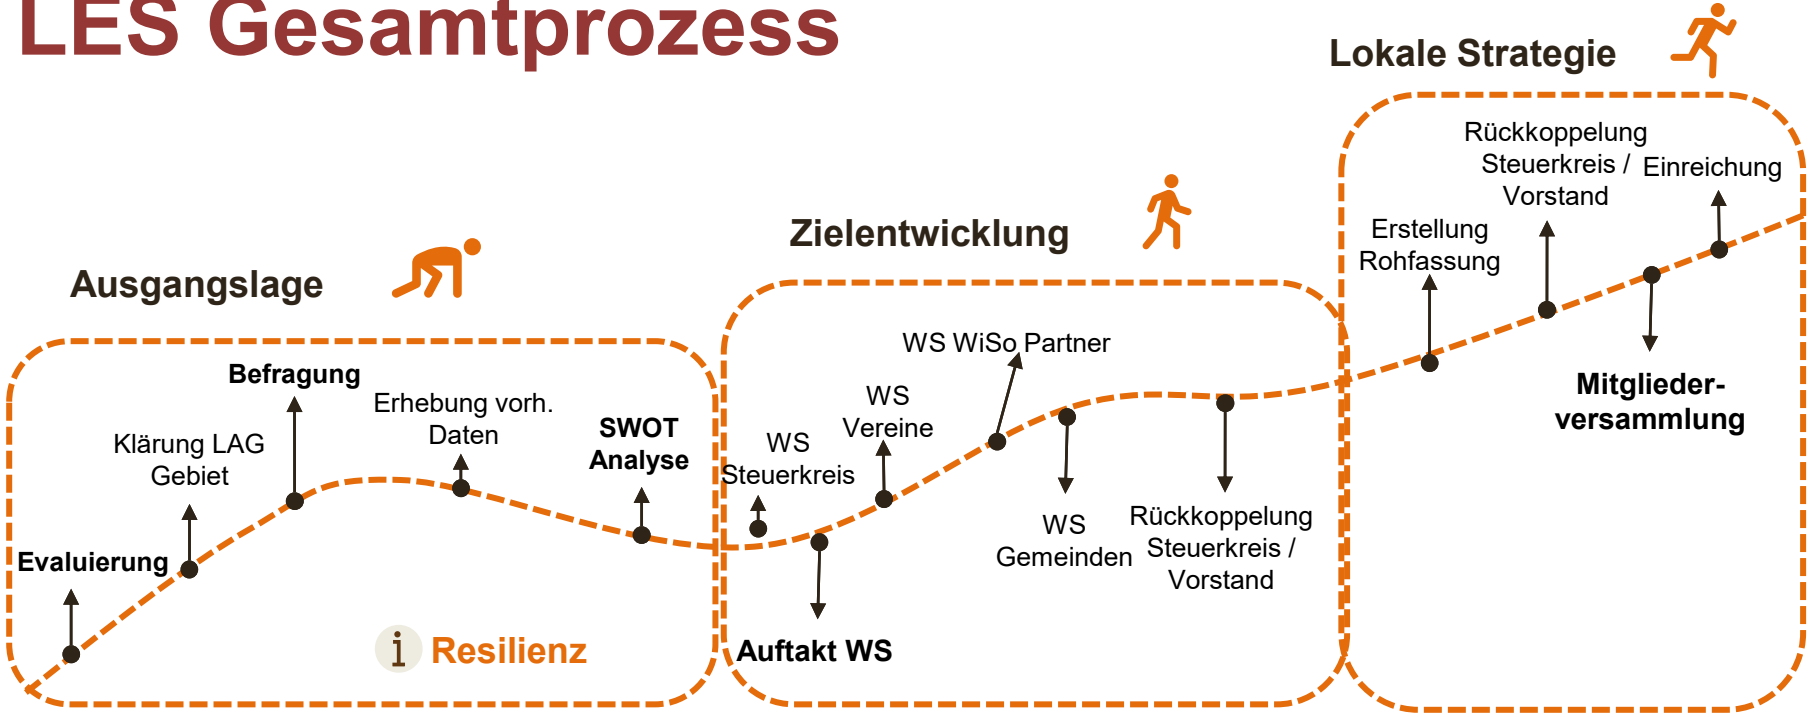 LES Gesamtprozess
Ausgangslage
Evaluierung
Klärung LAG
Gebiet
Befragung
Erhebung vorh.
Daten
SWOT
Analyse
i Resilienz
Zielentwicklung
WS
Steuerkreis
Auftakt WS
WS
Vereine
WS WiSo Partner
WS
Gemeinden
Rückkoppelung
Steuerkreis /
Vorstand
Lokale Strategie
Erstellung
Rohfassung
Rückkoppelung
Steuerkreis /
Vorstand
Mitglieder-
versammlung
Einreichung